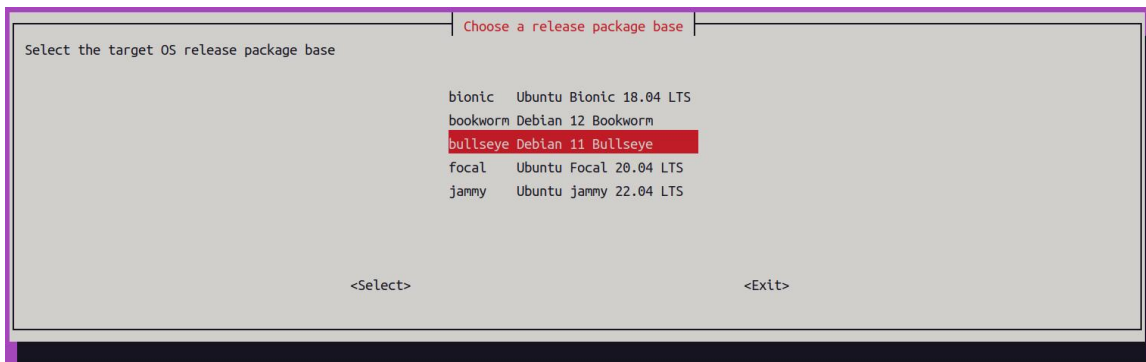 Choose a release package base
Select the target OS release package base
bionic Ubuntu Bionic 18.04 LTS
bookworm Debian 12 Bookworm
bullseye Debian 11 Bullseye
focal Ubuntu Focal 20.04 LTS
jammy Ubuntu jammy 22.04 LTS
<Select> <Exit>